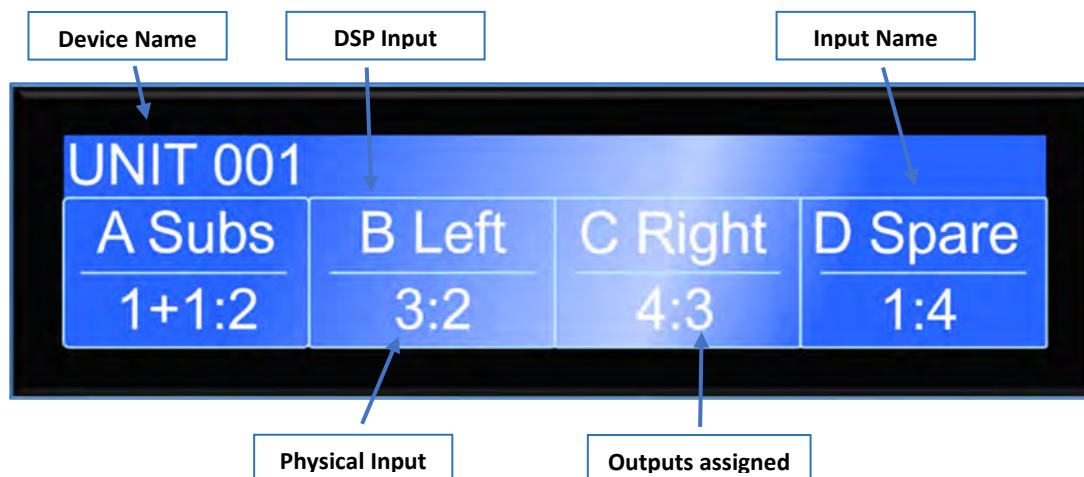 Device Name
DSP Input
Input Name
UNIT 001
A Subs
B Left
C Right
D Spare
1+1:2
3:2
4:3
1:4
Physical Input
Outputs assigned